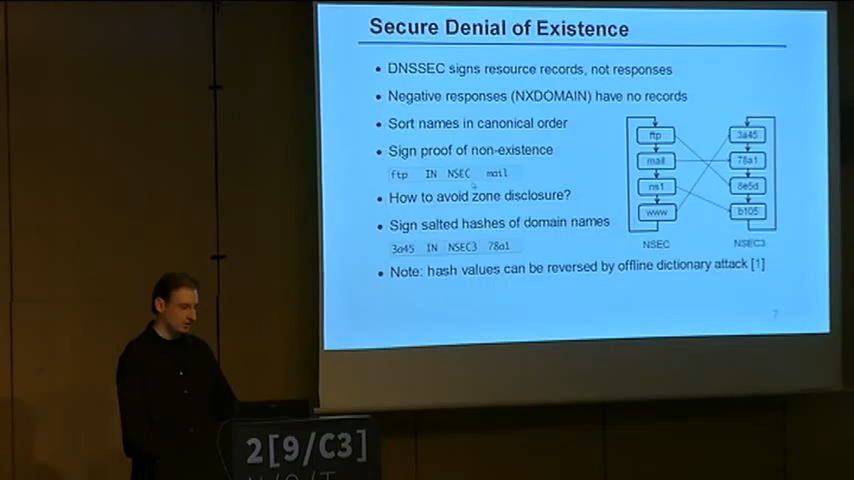 Secure Denial of Existence
• DNSSEC signs resource records, not responses
• Negative responses (NXDOMAIN) have no records
• Sort names in canonical order
• Sign proof of non-existence
ftp IN NSEC mail
• How to avoid zone disclosure?
• Sign salted hashes of domain names
3a45 IN NSEC3 78a1
• Note: hash values can be reversed by offline dictionary attack [1]
ftp
mail
ns1
www
NSEC
3a45
78a1
8e5d
b105
NSEC3
7
2[9/C3]